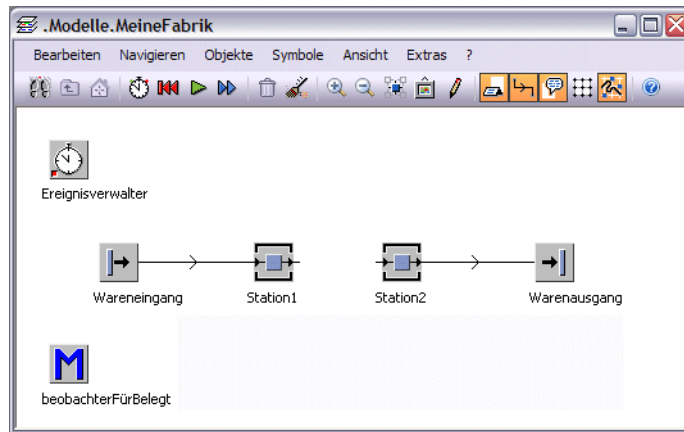 .Modelle.MeineFabrik
Bearbeiten Navigieren Objekte Symbole Ansicht Extras ?
Ereignisverwalter
Wareneingang Station1 Station2 Warenausgang
M
beobachterFürBelegt